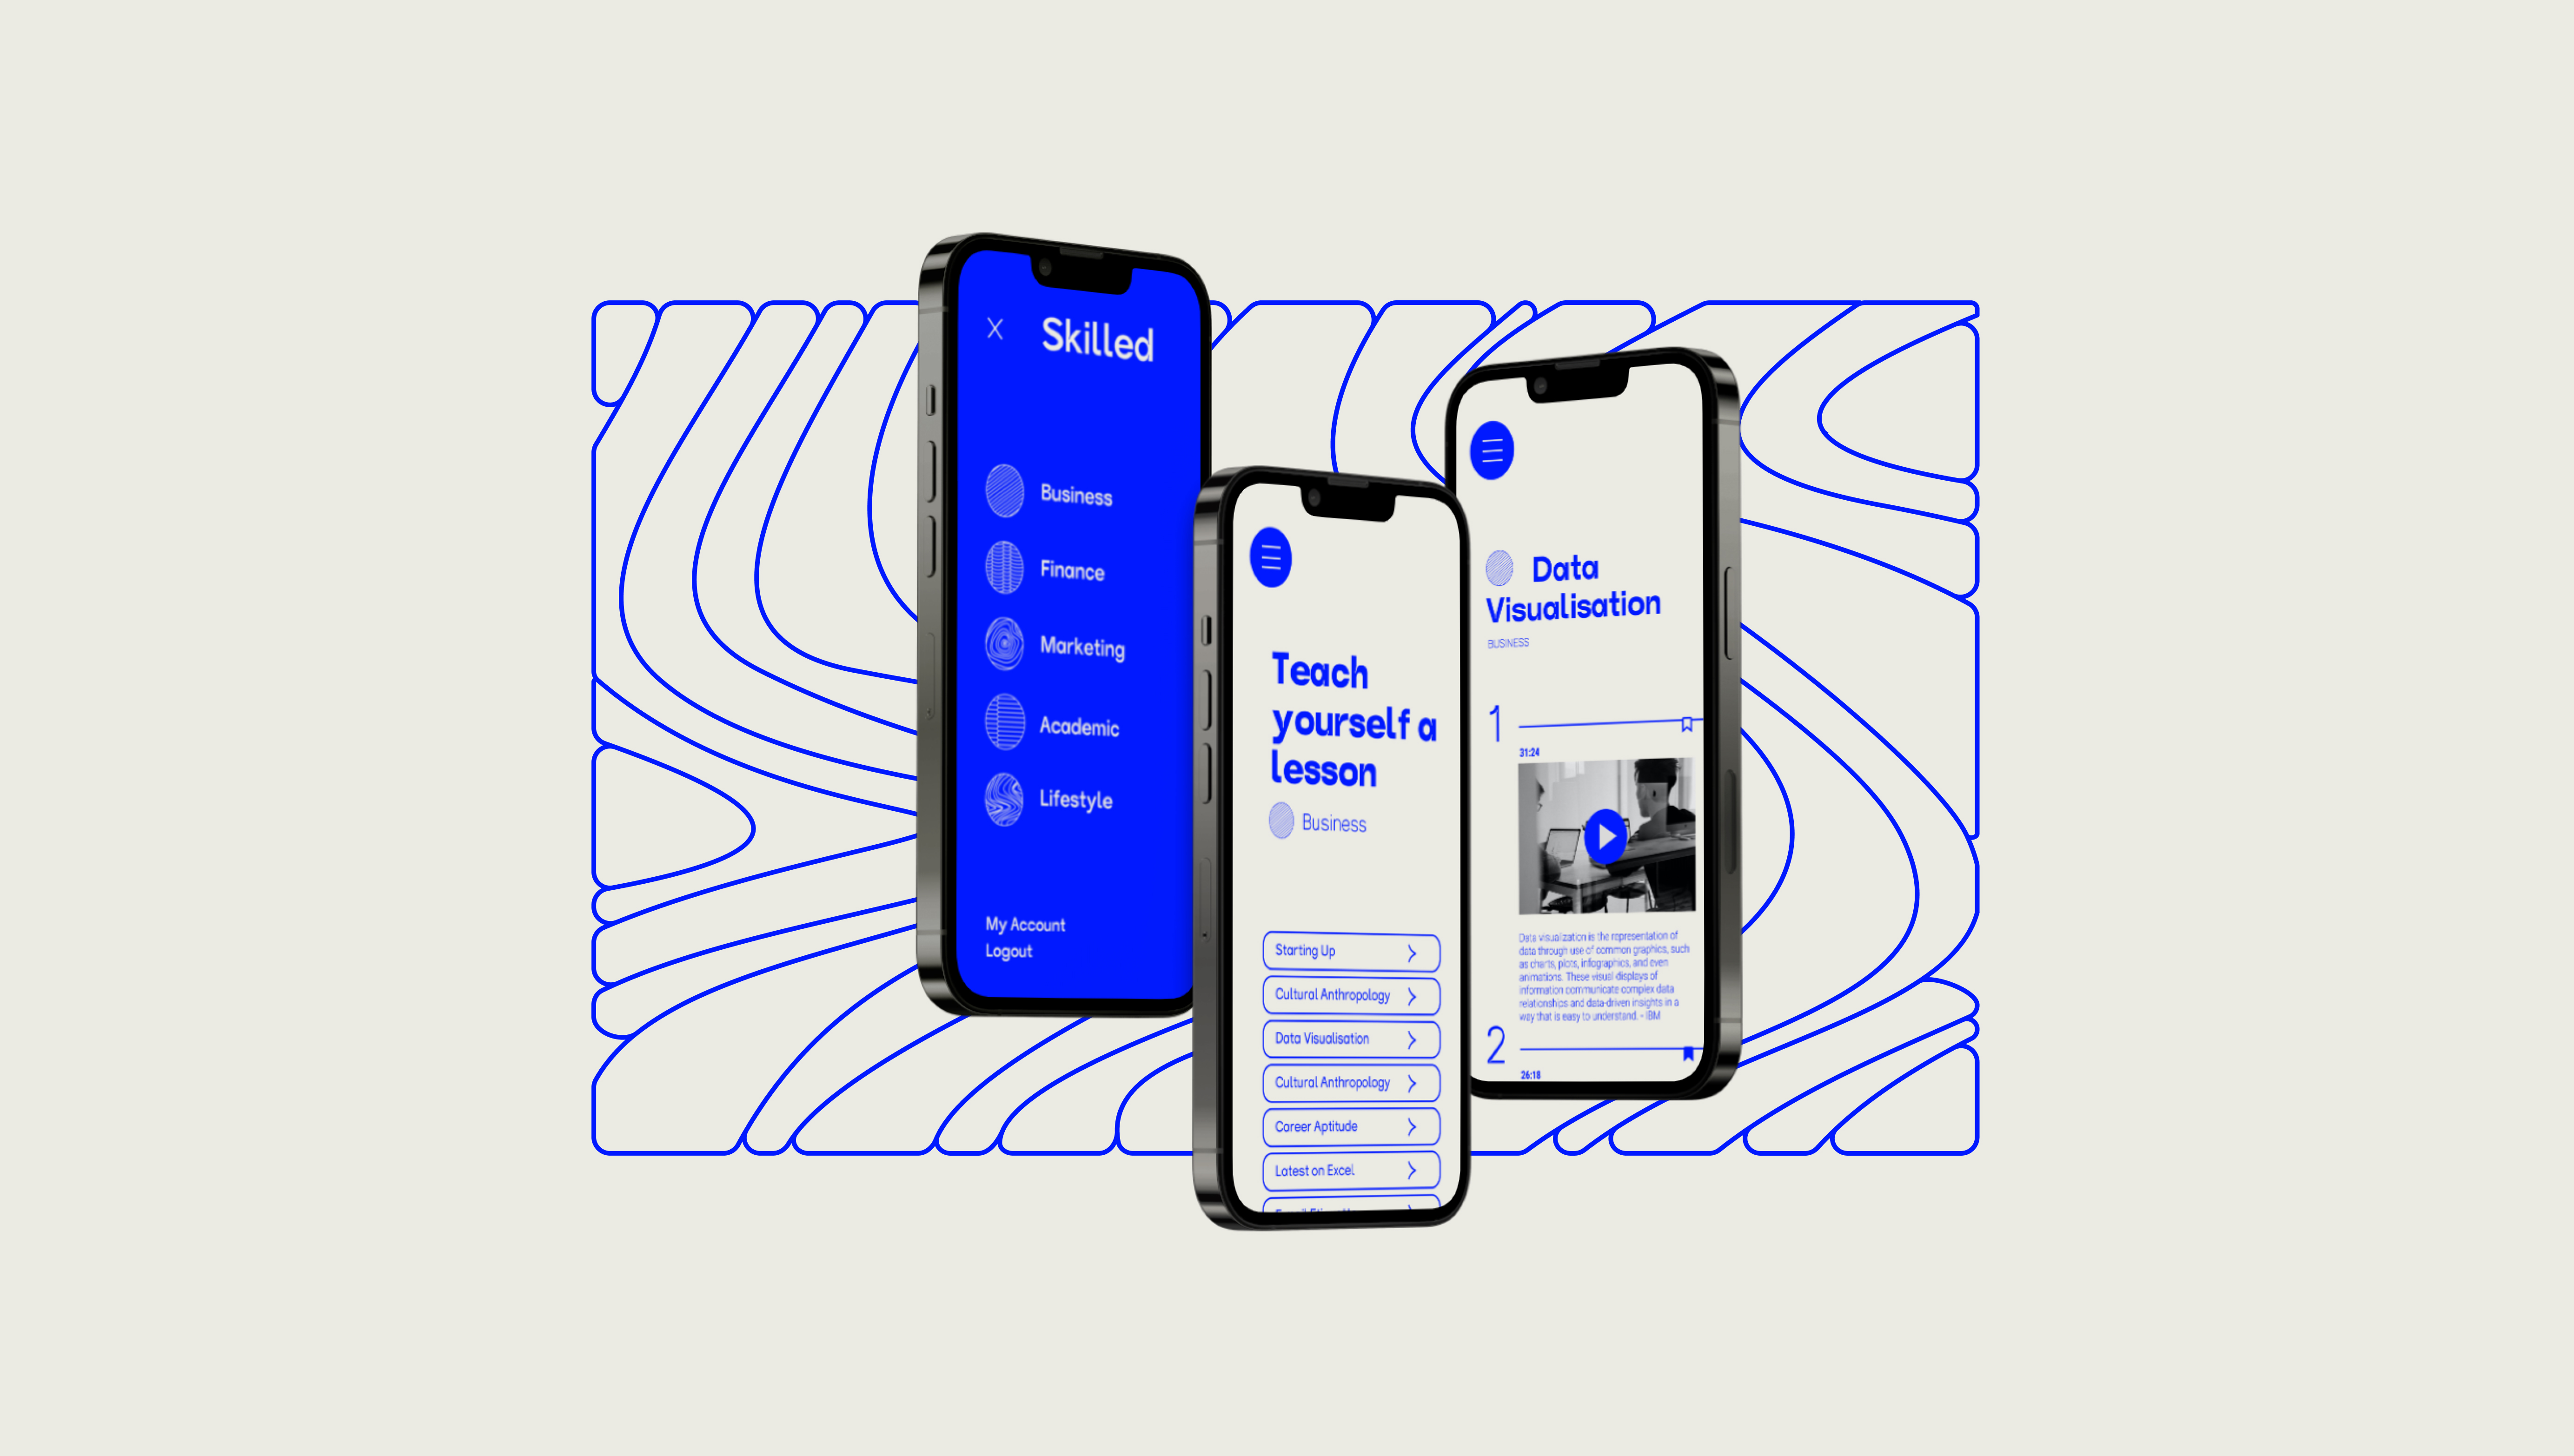 Skilled
Business
Finance
Marketing
Academic
Lifestyle
My Account
Logout
Teach
yourself a
lesson
Business
Starting Up
Cultural Anthropology
Data Visualisation
Cultural Anthropology
Career Aptitude
Latest on Excel
Data
Visualisation
BUSINESS
1
31:24
Data visualization is the representation of
data through use of common graphics, such
as charts, plots, infographics, and even
animations. These visual displays of
information communicate complex data
relationships and data-driven insights in a
way that is easy to understand. - IBM
2
26:18